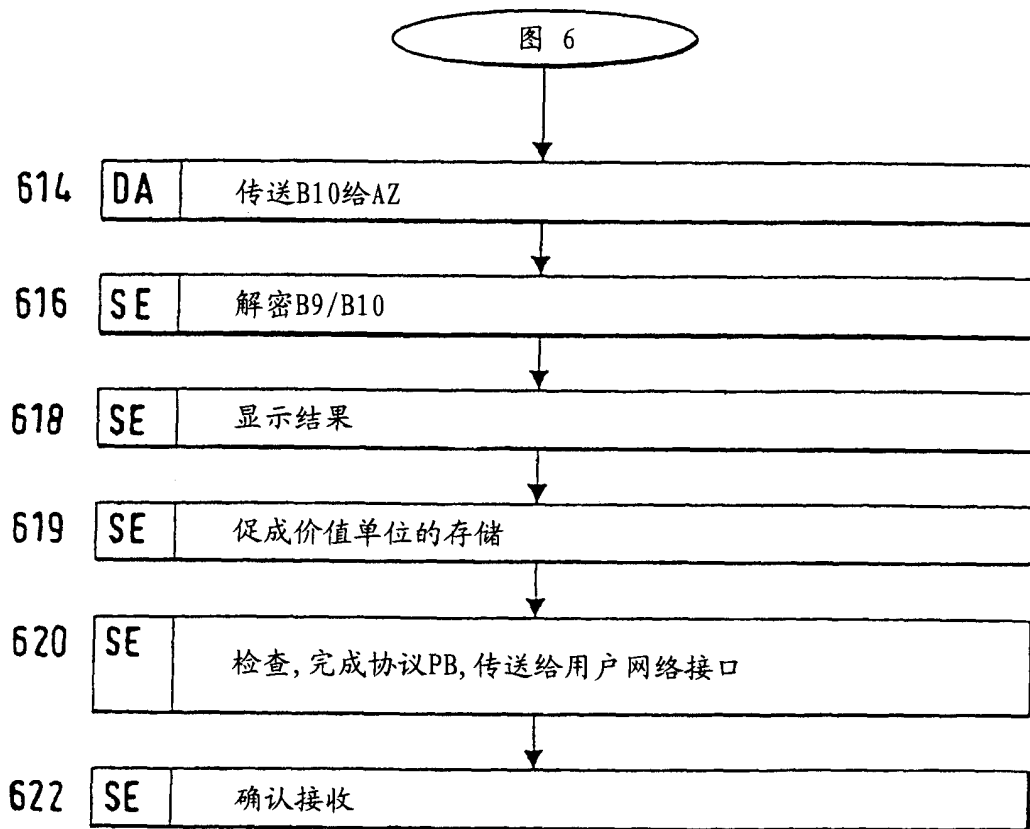 图 6
614 DA 传送B10给AZ
616 SE 解密B9/B10
618 SE 显示结果
619 SE 促成价值单位的存储
620 SE 检查,完成协议PB,传送给用户网络接口
622 SE 确认接收